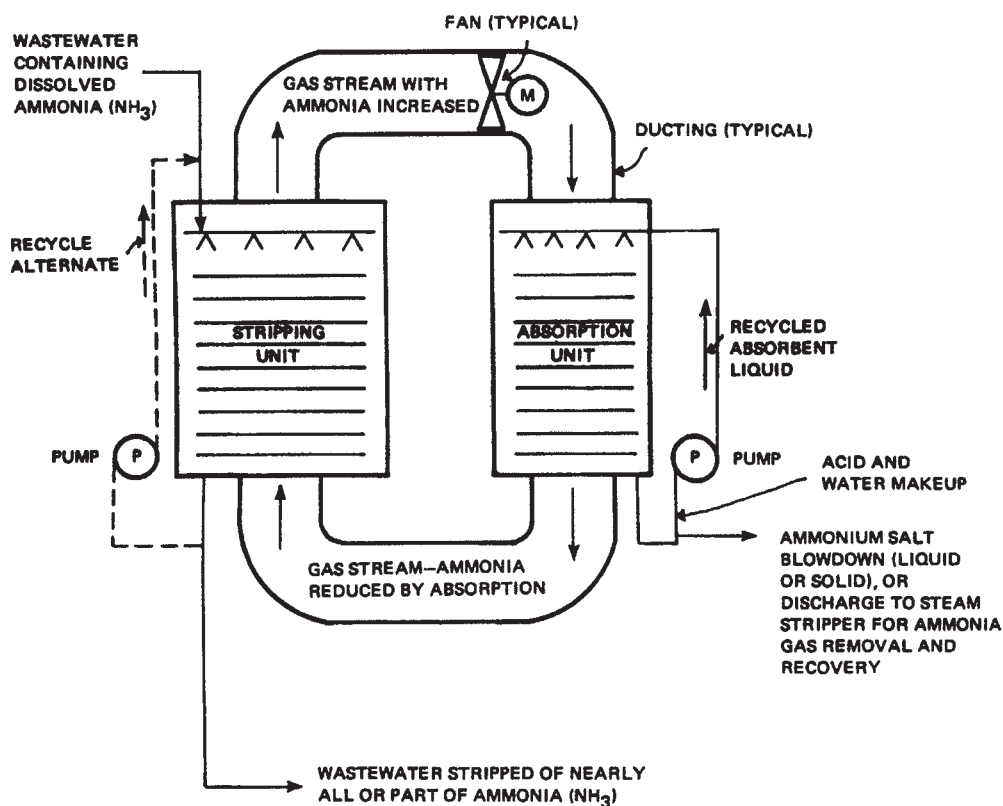 FAN (TYPICAL)
WASTEWATER
CONTAINING
DISSOLVED
AMMONIA (NH3)
GAS STREAM WITH
AMMONIA INCREASED
M
DUCTING (TYPICAL)
RECYCLE
ALTERNATE
STRIPPING
UNIT
ABSORPTION
UNIT
RECYCLED
ABSORBENT
LIQUID
PUMP
P
P
PUMP
ACID AND
WATER MAKEUP
GAS STREAM—AMMONIA
REDUCED BY ABSORPTION
AMMONIUM SALT
BLOWDOWN (LIQUID
OR SOLID), OR
DISCHARGE TO STEAM
STRIPPER FOR AMMONIA
GAS REMOVAL AND
RECOVERY
WASTEWATER STRIPPED OF NEARLY
ALL OR PART OF AMMONIA (NH3)